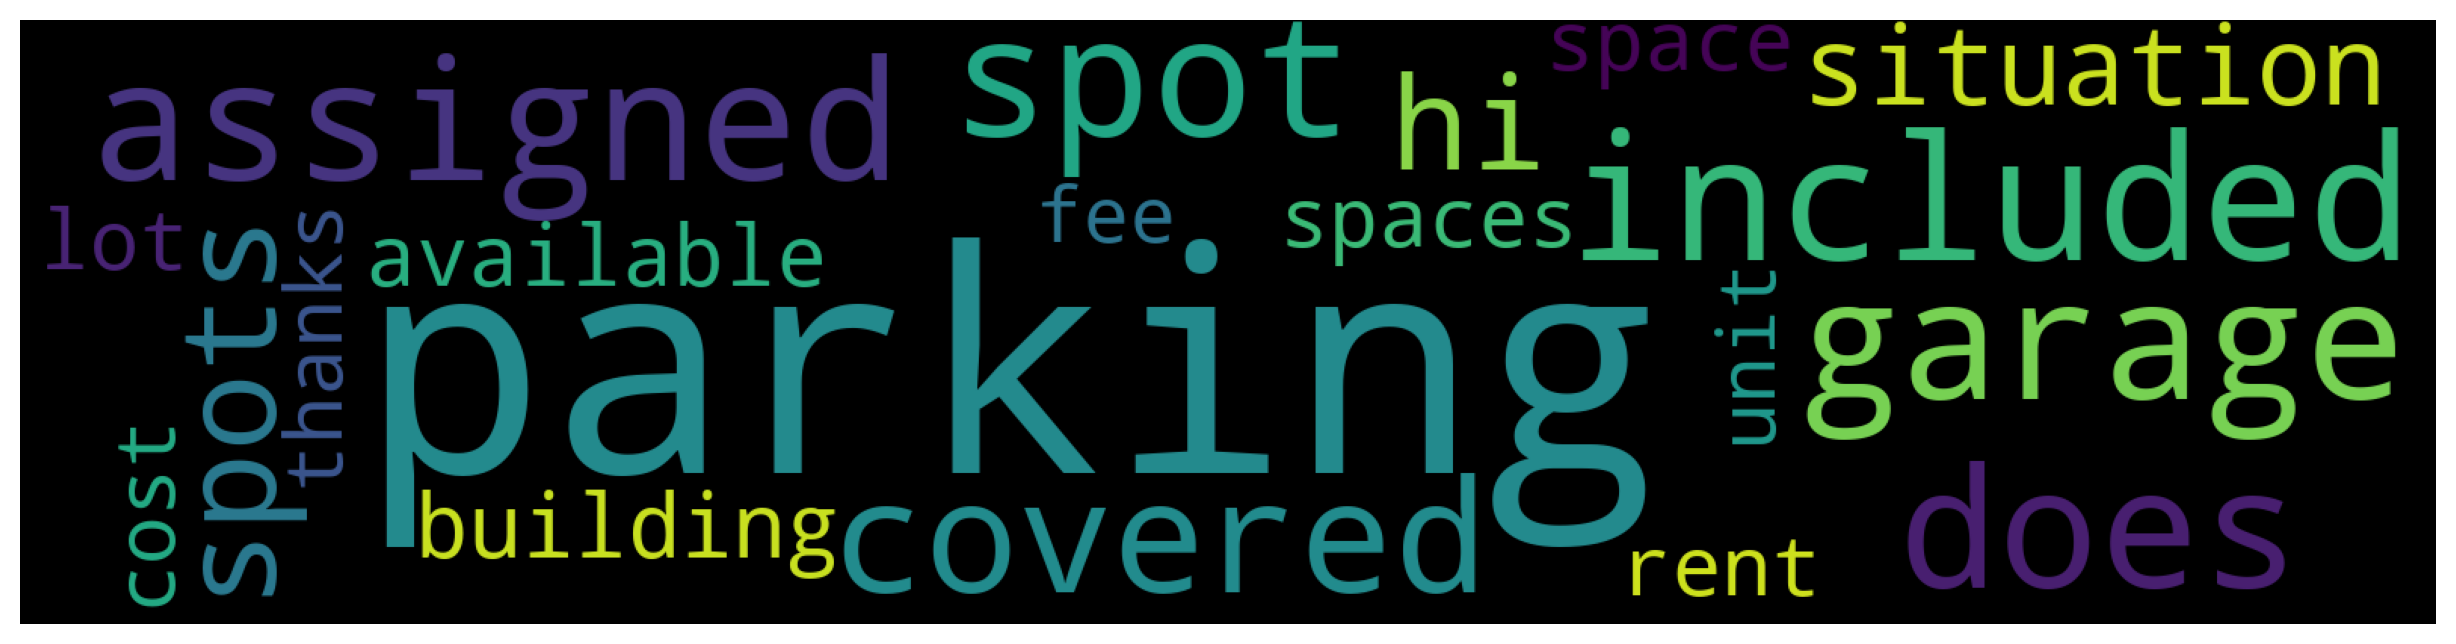 assigned
spot
hi
space
situation
included
lot
spots
thanks
available
fee
spaces
parking
unit
garage
cost
building
covered
rent
does